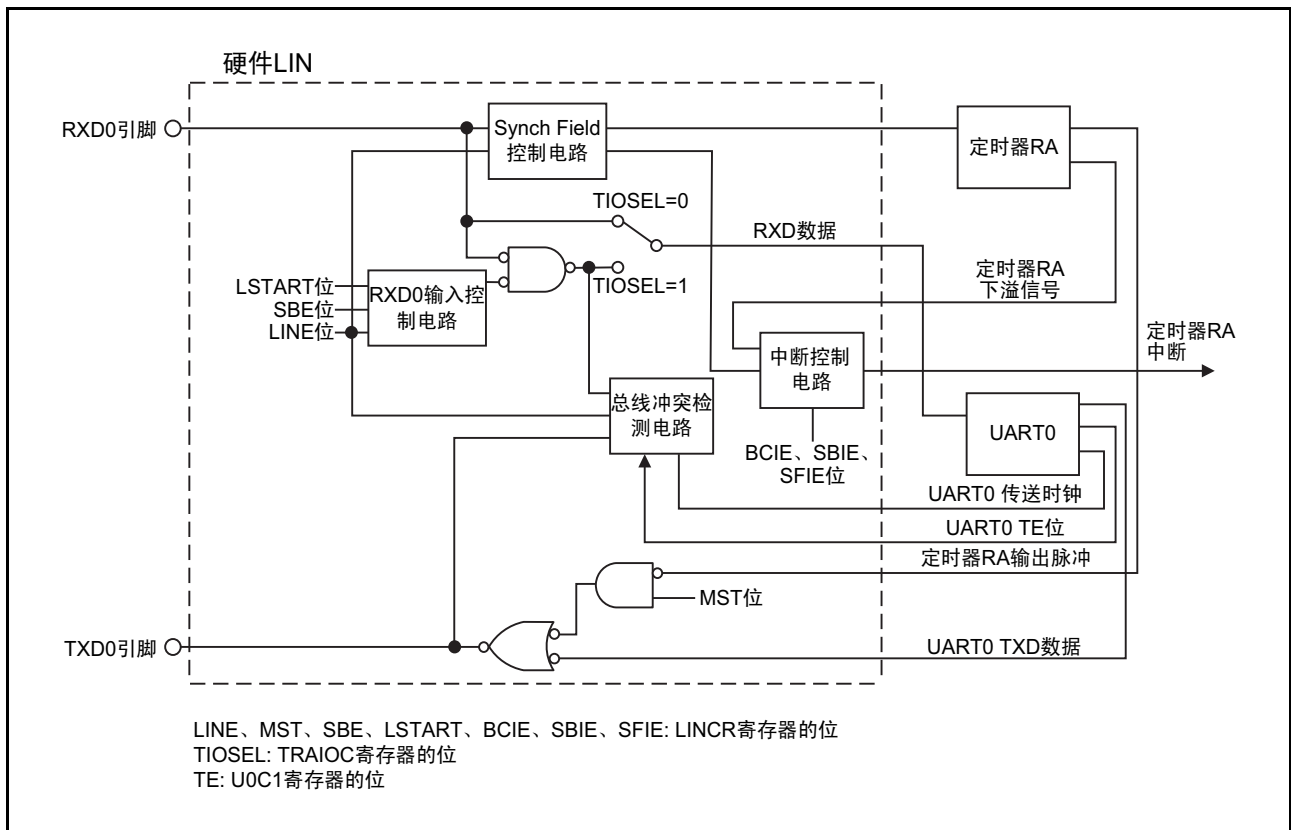 硬件LIN
RXD0引脚
Synch Field
控制电路
定时器RA
TIOSEL=0
RXD数据
TIOSEL=1
LSTART位
SBE位
LINE位
RXD0输入控
制电路
定时器RA
下溢信号
定时器RA
中断
中断控制
电路
总线冲突检
测电路
UART0
BCIE、SBIE、
SFIE位
UART0 传送时钟
UART0 TE位
定时器RA输出脉冲
MST位
TXD0引脚
UART0 TXD数据
LINE、MST、SBE、LSTART、BCIE、SBIE、SFIE: LINCR寄存器的位
TIOSEL: TRAIOC寄存器的位
TE: U0C1寄存器的位